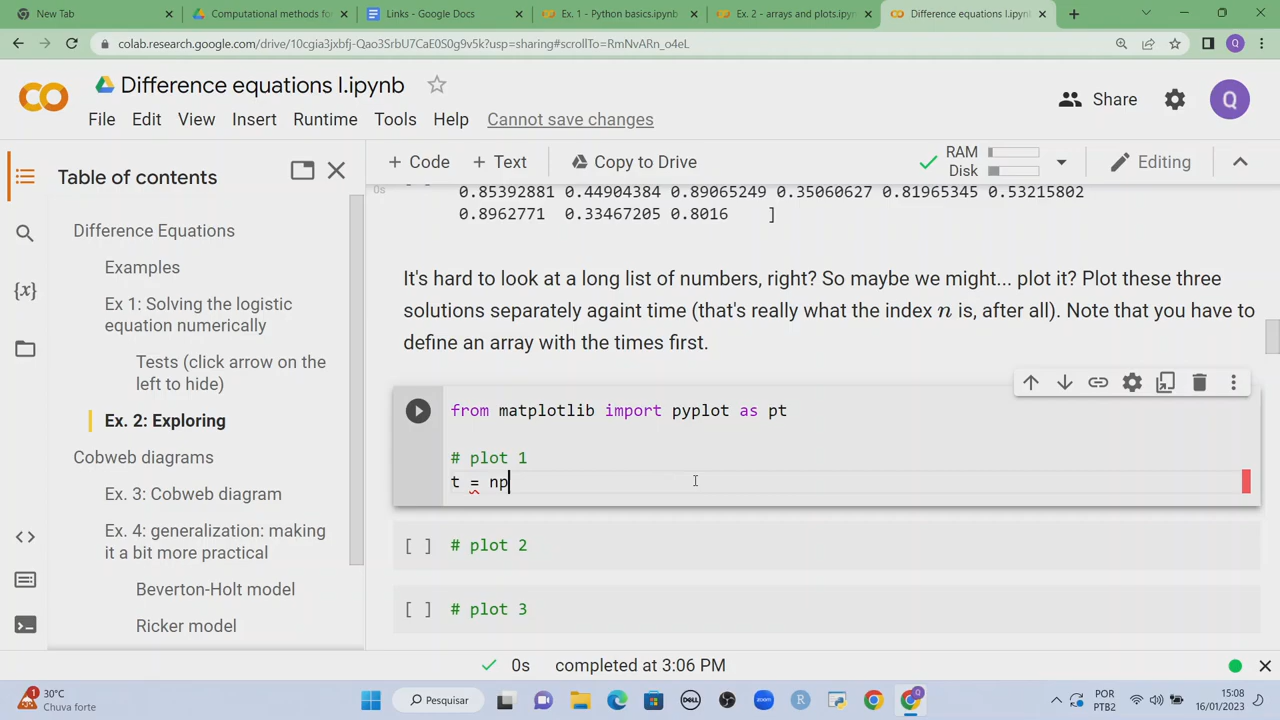 New Tab
Computational methods for
Links - Google Docs
Ex. 1 - Python basics.ipynb
Ex. 2 - arrays and plots.ipynb
Difference equations I.ipynb
colab.research.google.com/drive/10cgia3jxbfj-Qao3SrbU7CaE0S0g9v5k?usp=sharing#scrollTo=RmNvARn_o4eL
Q
CO
Difference equations I.ipynb
Share
Q
File Edit View Insert Runtime Tools Help Cannot save changes
+ Code + Text
Copy to Drive
RAM
Disk
Editing
Table of contents
Difference Equations
Examples
Ex 1: Solving the logistic
equation numerically
Tests (click arrow on the
left to hide)
Ex. 2: Exploring
Cobweb diagrams
Ex. 3: Cobweb diagram
Ex. 4: generalization: making
it a bit more practical
Beverton-Holt model
Ricker model
{x}
0s
0.85392881 0.44904384 0.89065249 0.35060627 0.81965345 0.53215802
0.8962771 0.33467205 0.8016 ]
It's hard to look at a long list of numbers, right? So maybe we might... plot it? Plot these three
solutions separately againt time (that's really what the index n is, after all). Note that you have to
define an array with the times first.
from matplotlib import pyplot as pt
# plot 1
t = np
[ ] # plot 2
[ ] # plot 3
0s completed at 3:06 PM
1
30°C
Chuva forte
Pesquisar
DELL
zoom
R
Q
POR
PTB2
15:08
16/01/2023